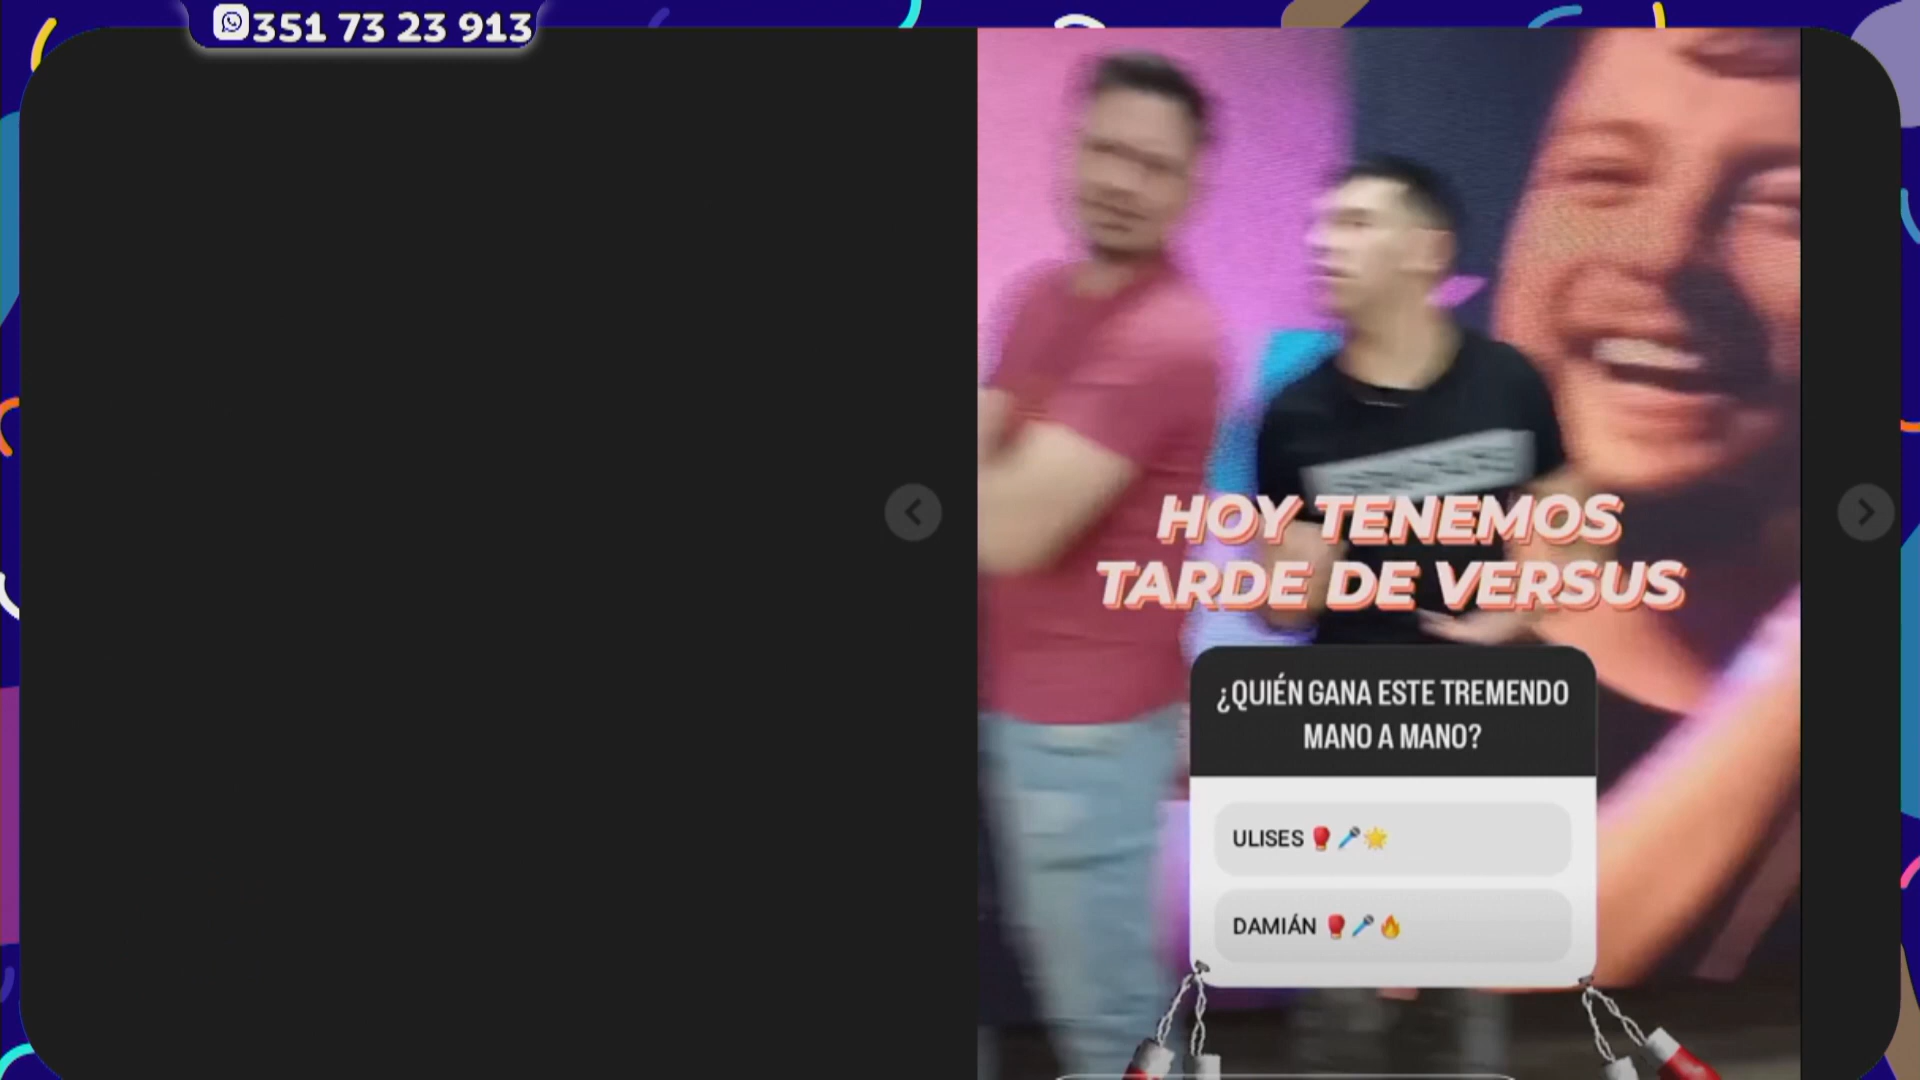 351 73 23 913
HOY TENEMOS
TARDE DE VERSUS
¿QUIÉN GANA ESTE TREMENDO
MANO A MANO?
ULISES 🥊🎤🌟
DAMIÁN 🥊🎤🔥